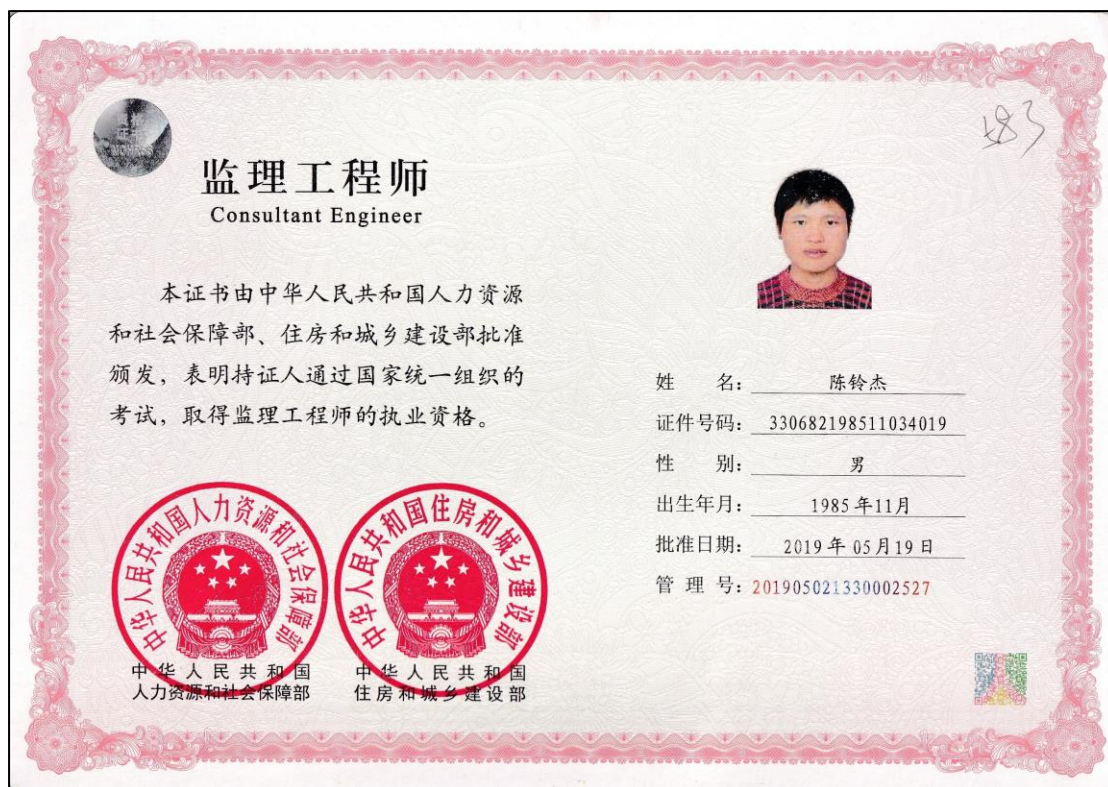 监理工程师
Consultant Engineer
本证书由中华人民共和国人力资源
和社会保障部、住房和城乡建设部批准
颁发，表明持证人通过国家统一组织的
考试，取得监理工程师的执业资格。
中华人民共和国人力资源和社会保障部
中华人民共和国住房和城乡建设部
中华人民共和国
人力资源和社会保障部
中华人民共和国
住房和城乡建设部
583
姓 名：陈铃杰
证件号码：330682198511034019
性 别：男
出生年月：1985年11月
批准日期：2019年05月19日
管 理 号：201905021330002527